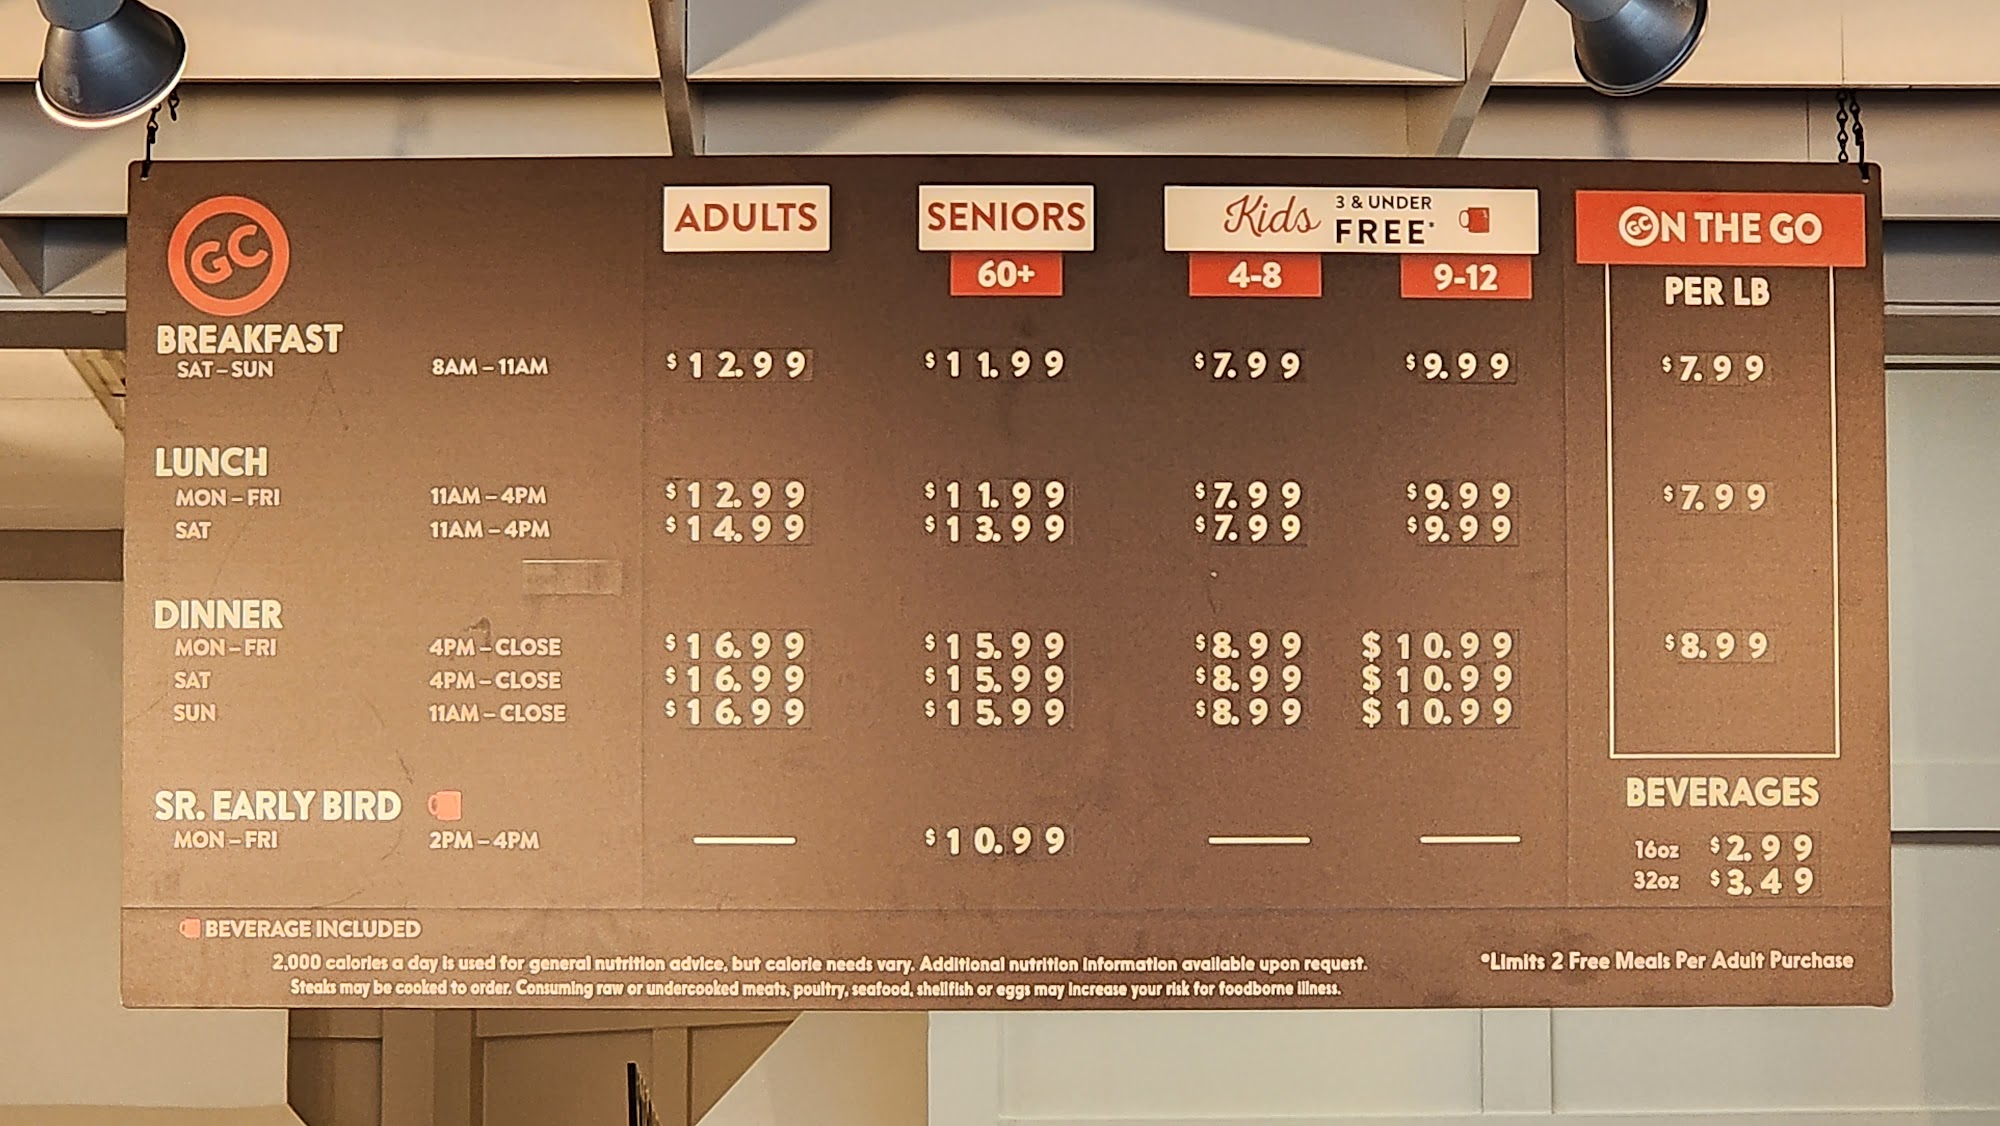 GC
ADULTS
SENIORS
60+
Kids 3 & UNDER FREE*
4-8 9-12
GC ON THE GO
PER LB
BREAKFAST
SAT – SUN 8AM – 11AM $12.99 $11.99 $7.99 $9.99 $7.99
LUNCH
MON – FRI 11AM – 4PM $12.99 $11.99 $7.99 $9.99 $7.99
SAT 11AM – 4PM $14.99 $13.99 $7.99 $9.99
DINNER
MON – FRI 4PM – CLOSE $16.99 $15.99 $8.99 $10.99 $8.99
SAT 4PM – CLOSE $16.99 $15.99 $8.99 $10.99
SUN 11AM – CLOSE $16.99 $15.99 $8.99 $10.99
SR. EARLY BIRD
MON – FRI 2PM – 4PM $10.99
BEVERAGES
16oz $2.99
32oz $3.49
BEVERAGE INCLUDED
2,000 calories a day is used for general nutrition advice, but calorie needs vary. Additional nutrition information available upon request.
Steaks may be cooked to order. Consuming raw or undercooked meats, poultry, seafood, shellfish or eggs may increase your risk for foodborne illness.
*Limits 2 Free Meals Per Adult Purchase